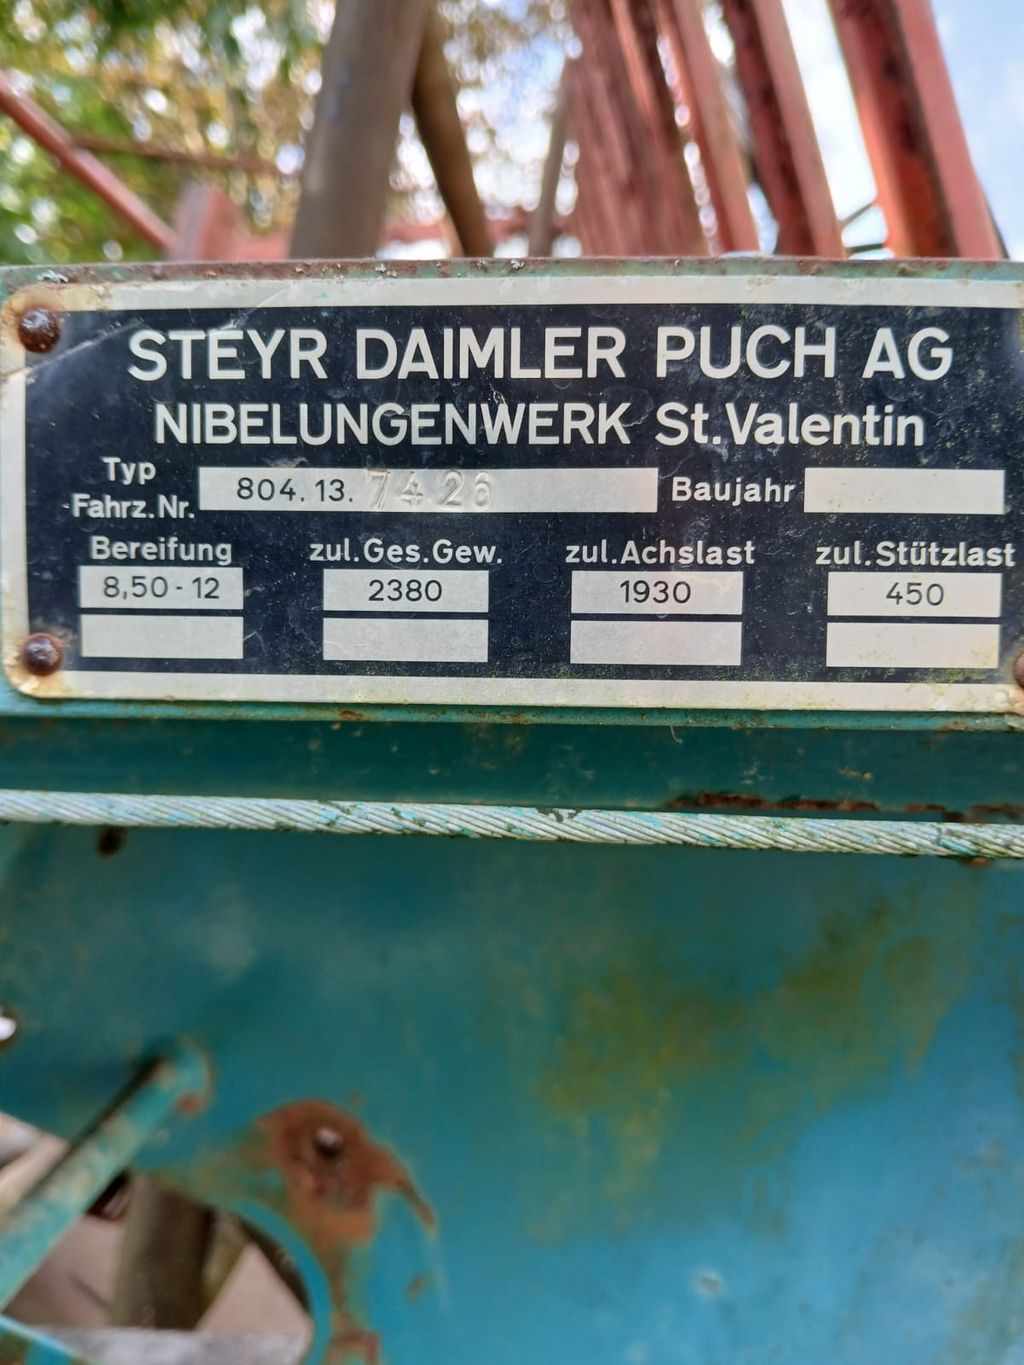 STEYR DAIMLER PUCH AG
NIBELUNGENWERK St. Valentin
Typ
Fahrz.Nr. 804.13. 7426 Baujahr
Bereifung zul.Ges.Gew. zul.Achslast zul.Stützlast
8,50-12 2380 1930 450